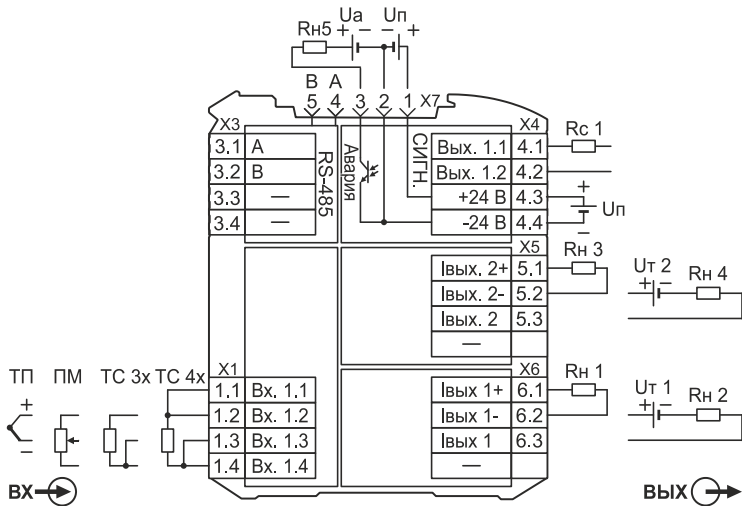 Uа Uп
Rн5 + − − +
B A
5 4 3 2 1 X7
X3
3.1 A
3.2 B
3.3 —
3.4 —
RS-485
Авария
СИГН.
X4
Вых. 1.1 4.1
Вых. 1.2 4.2
+24 В 4.3
-24 В 4.4
Rс 1
+
Uп
−
X5
Iвых. 2+ 5.1
Iвых. 2- 5.2
Iвых. 2 5.3
—
Rн 3
Uт 2 Rн 4
+ −
ТП ПМ ТС 3х ТС 4х
+
−
X1
1.1 Вх. 1.1
1.2 Вх. 1.2
1.3 Вх. 1.3
1.4 Вх. 1.4
X6
Iвых 1+ 6.1
Iвых 1- 6.2
Iвых 1 6.3
—
Rн 1
Uт 1 Rн 2
+ −
ВХ
ВЫХ